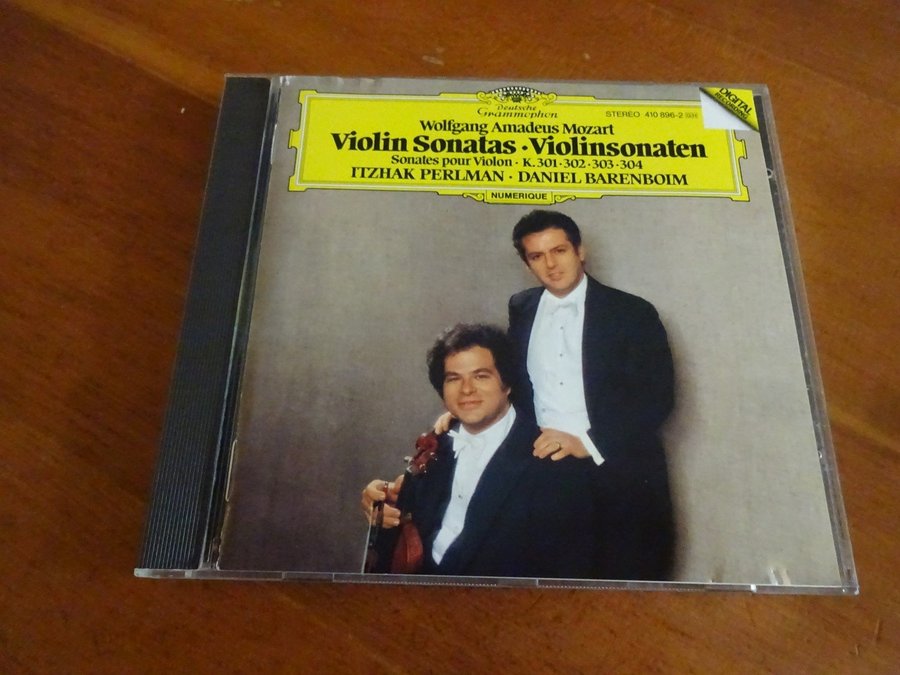 Deutsche
Grammophon
STEREO 410 896-2
DIGITAL
RECORDING
Wolfgang Amadeus Mozart
Violin Sonatas · Violinsonaten
Sonates pour Violon · K. 301 · 302 · 303 · 304
ITZHAK PERLMAN · DANIEL BARENBOIM
NUMERIQUE